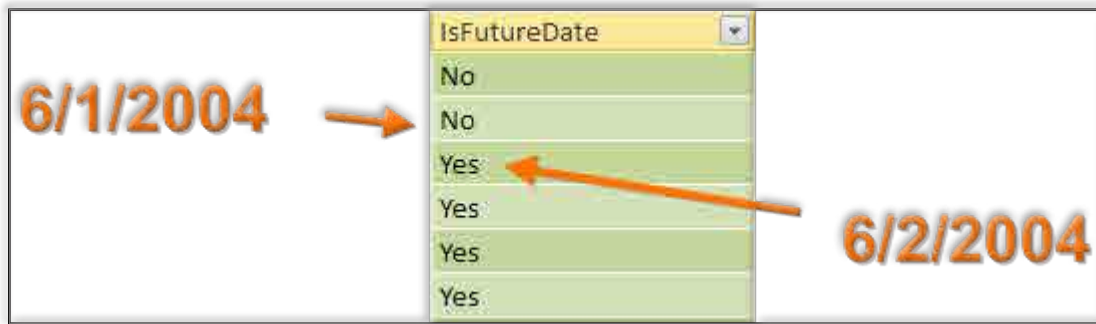 IsFutureDate
No
6/1/2004
No
Yes
Yes
6/2/2004
Yes
Yes